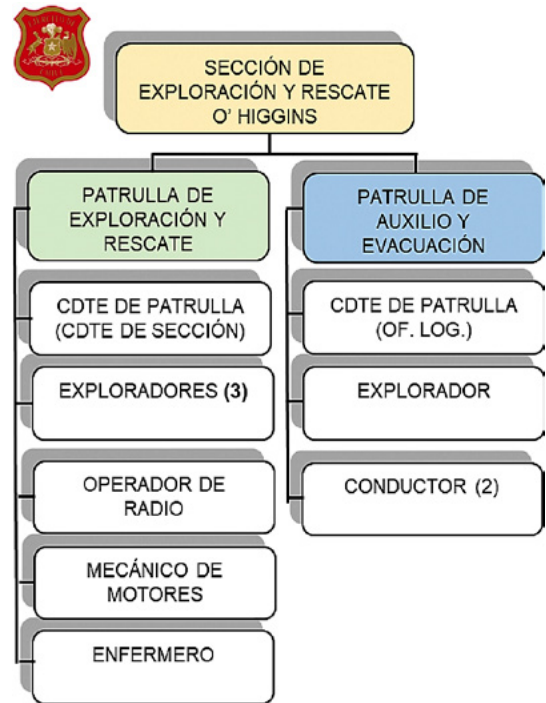 SECCIÓN DE
EXPLORACIÓN Y RESCATE
O' HIGGINS
PATRULLA DE
EXPLORACIÓN Y
RESCATE
CDTE DE PATRULLA
(CDTE DE SECCIÓN)
EXPLORADORES (3)
OPERADOR DE
RADIO
MECÁNICO DE
MOTORES
ENFERMERO
PATRULLA DE
AUXILIO Y
EVACUACIÓN
CDTE DE PATRULLA
(OF. LOG.)
EXPLORADOR
CONDUCTOR (2)